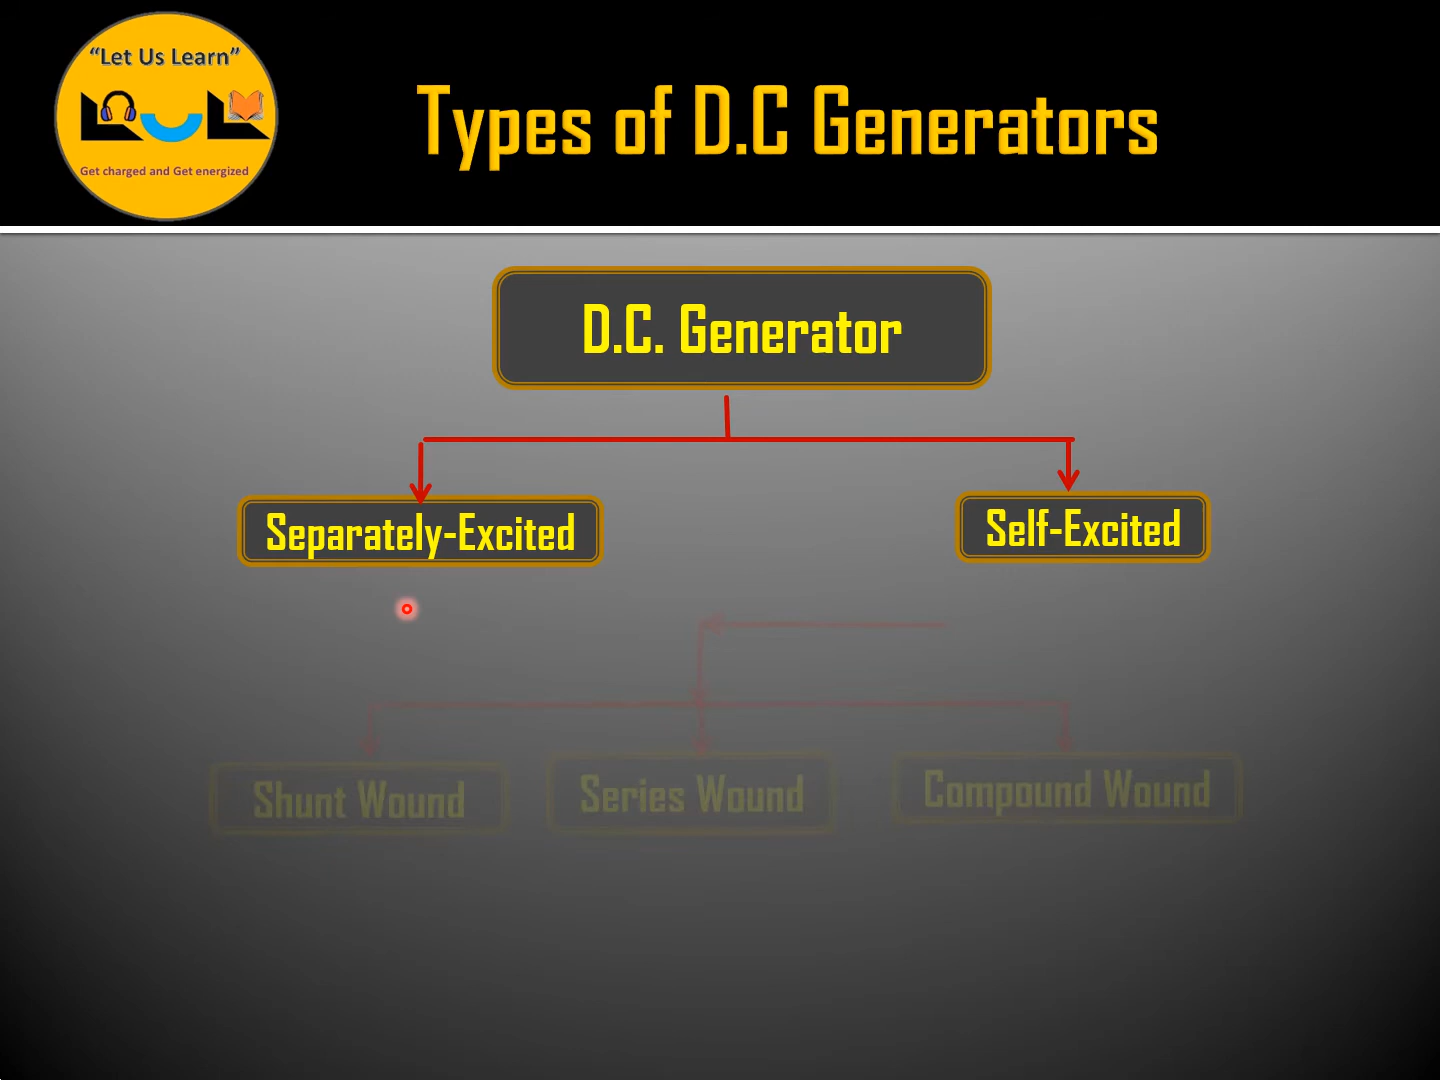 “Let Us Learn”
Get charged and Get energized
Types of D.C Generators
D.C. Generator
Separately-Excited
Self-Excited
Shunt Wound
Series Wound
Compound Wound